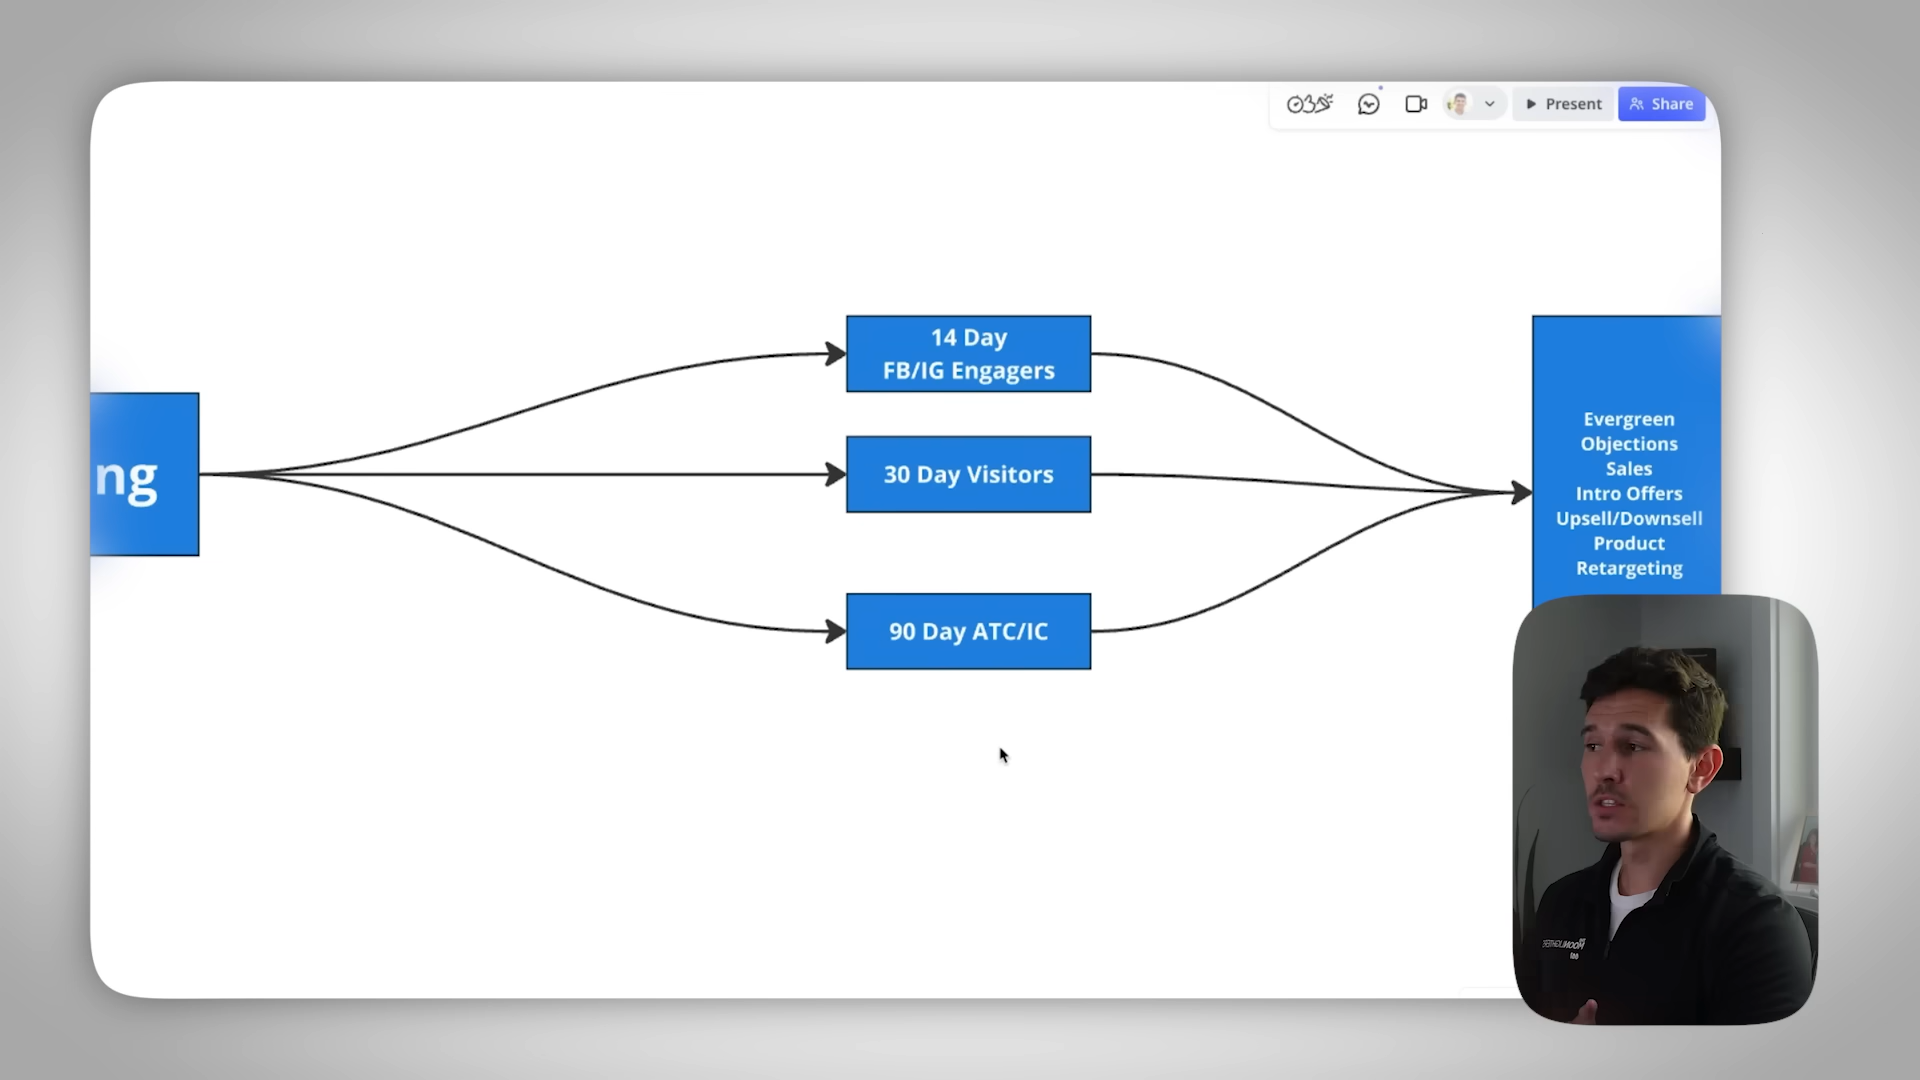 Present
Share
14 Day
FB/IG Engagers
ng
30 Day Visitors
90 Day ATC/IC
Evergreen
Objections
Sales
Intro Offers
Upsell/Downsell
Product
Retargeting